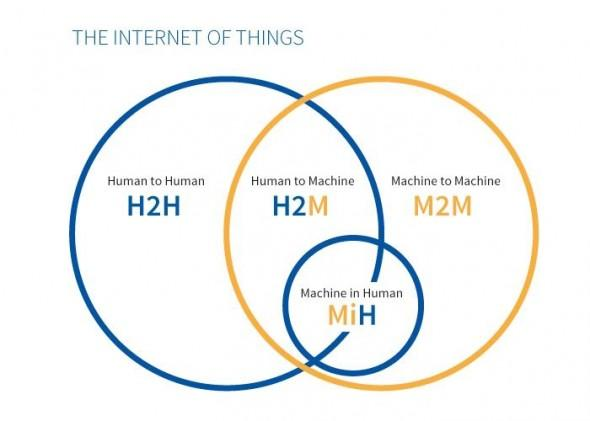 THE INTERNET OF THINGS
Human to Human
H2H
Human to Machine
H2M
Machine to Machine
M2M
Machine in Human
MiH